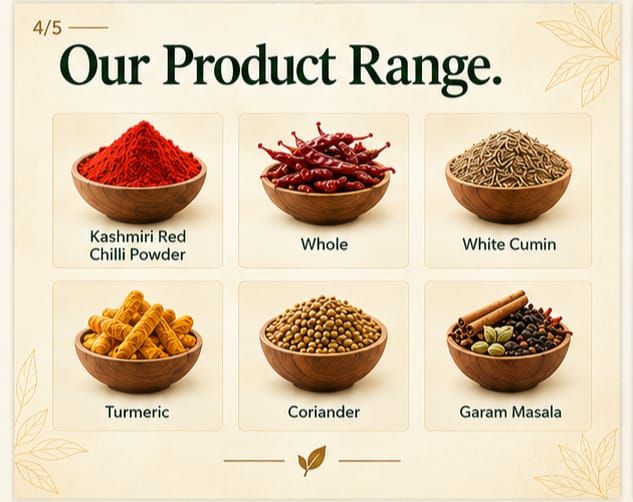 4/5
Our Product Range.
Kashmiri Red
Chilli Powder
Whole
White Cumin
Turmeric
Coriander
Garam Masala